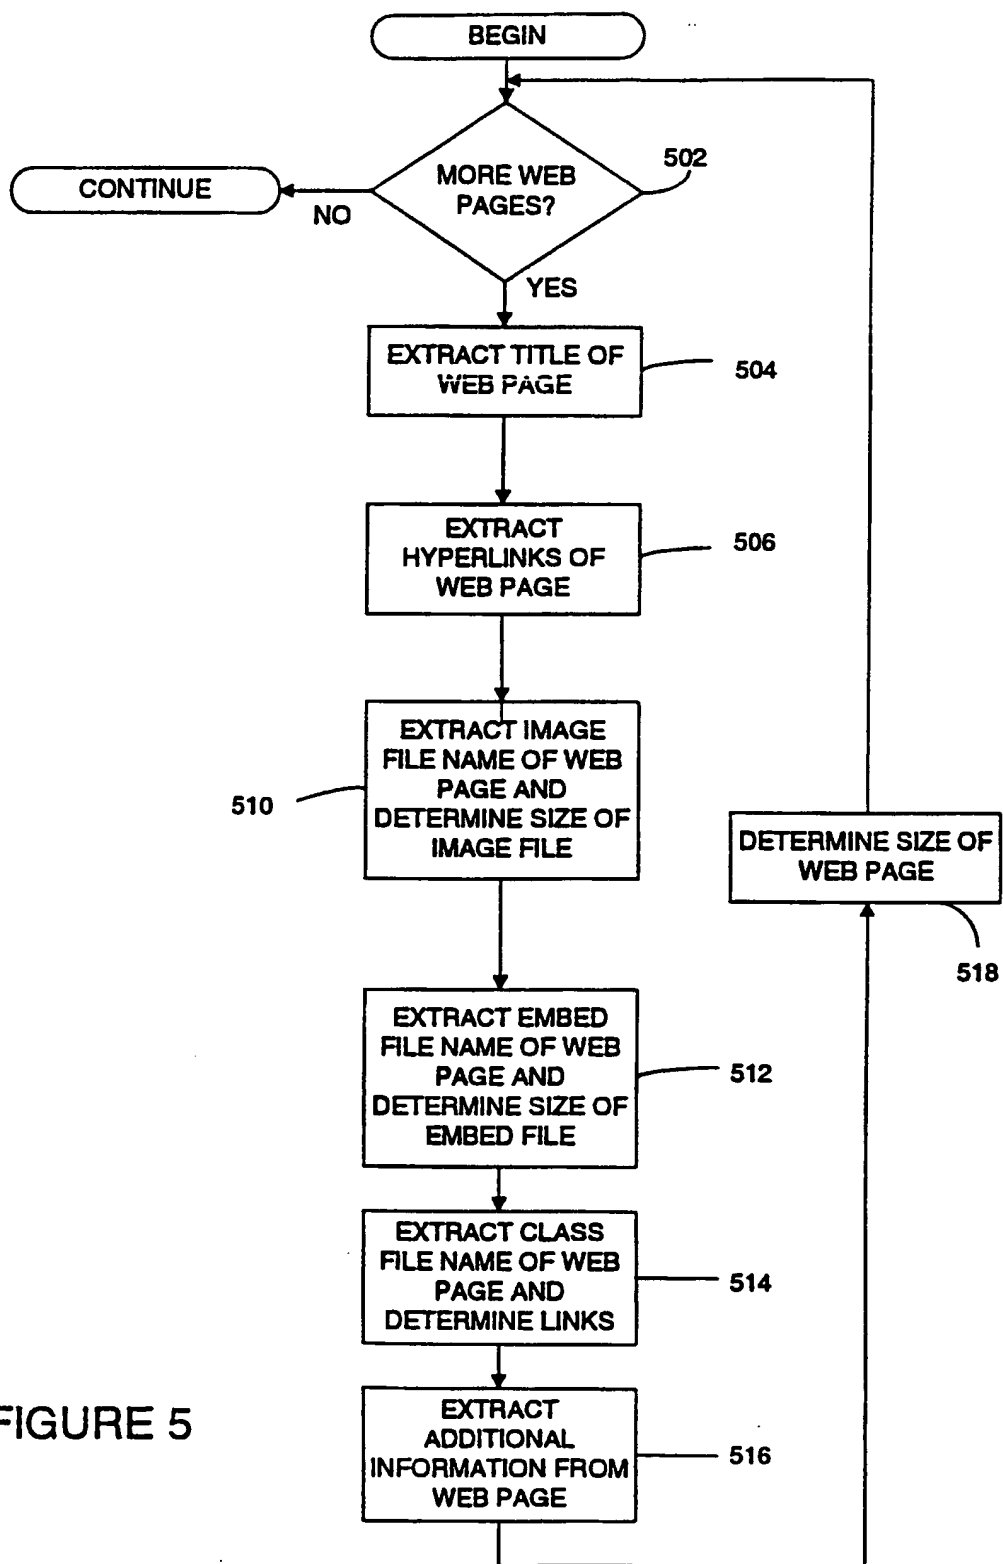 BEGIN
MORE WEB
PAGES?
502
CONTINUE
NO
YES
EXTRACT TITLE OF
WEB PAGE
504
EXTRACT
HYPERLINKS OF
WEB PAGE
506
EXTRACT IMAGE
FILE NAME OF WEB
PAGE AND
DETERMINE SIZE OF
IMAGE FILE
510
DETERMINE SIZE OF
WEB PAGE
518
EXTRACT EMBED
FILE NAME OF WEB
PAGE AND
DETERMINE SIZE OF
EMBED FILE
512
EXTRACT CLASS
FILE NAME OF WEB
PAGE AND
DETERMINE LINKS
514
EXTRACT
ADDITIONAL
INFORMATION FROM
WEB PAGE
516
FIGURE 5